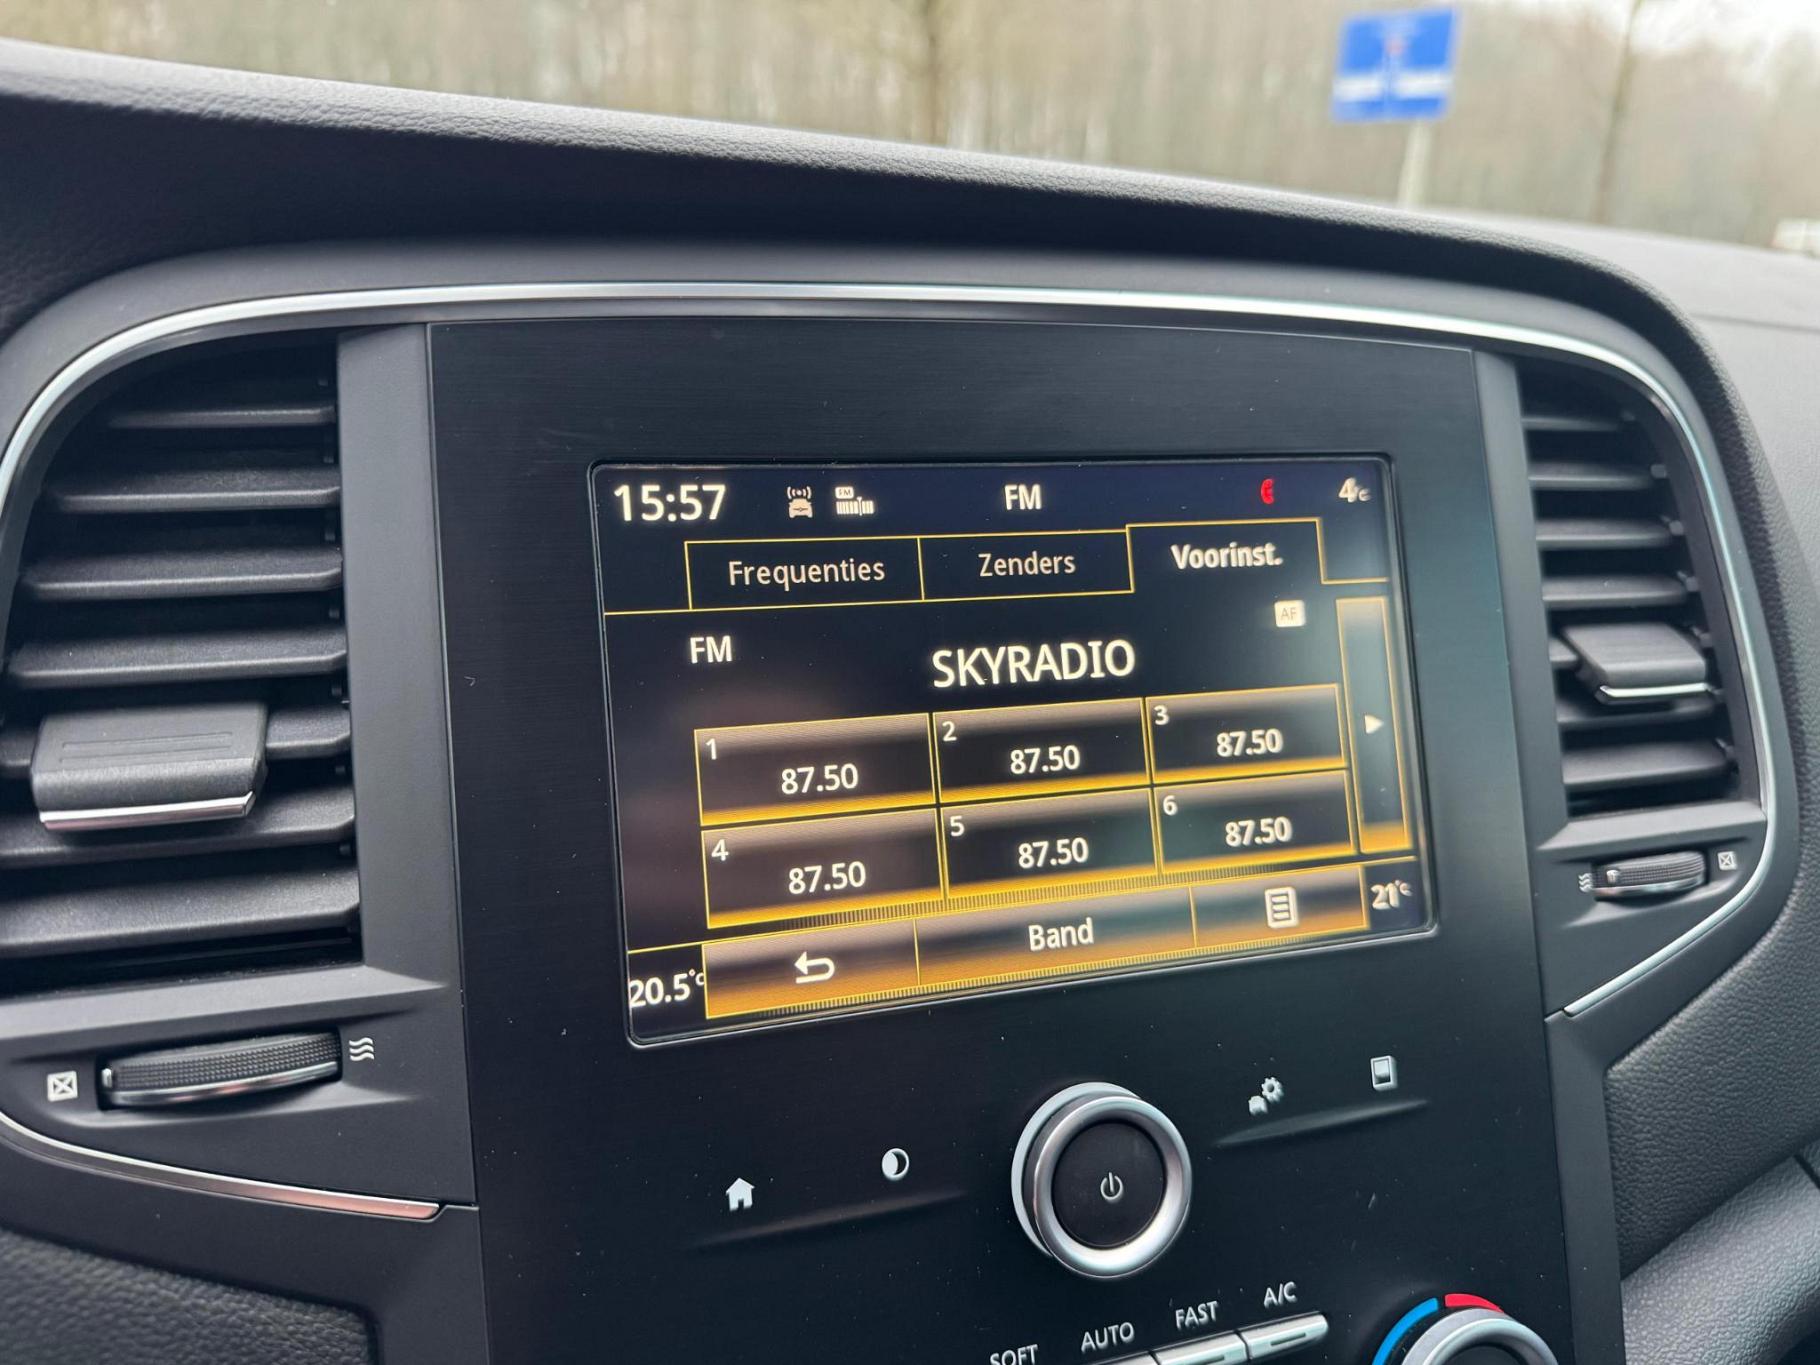 15:57 FM FM 4°C
Frequenties Zenders Voorinst.
AF
FM SKYRADIO
1 87.50 2 87.50 3 87.50
4 87.50 5 87.50 6 87.50
20.5°C Band 21°C
SOFT AUTO FAST A/C